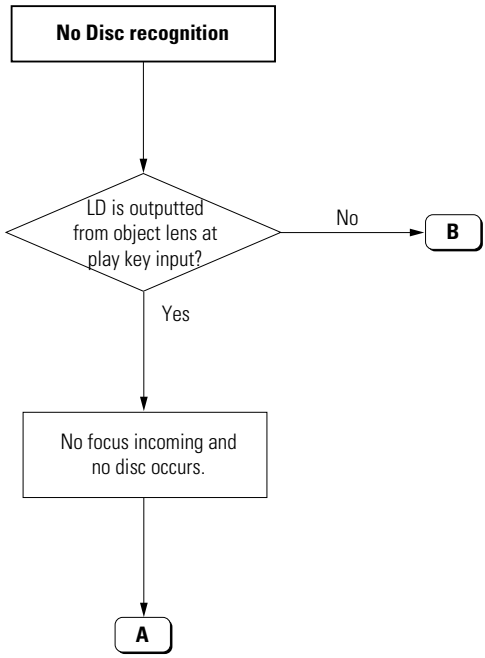 No Disc recognition
LD is outputted
from object lens at
play key input?
No
B
Yes
No focus incoming and
no disc occurs.
A